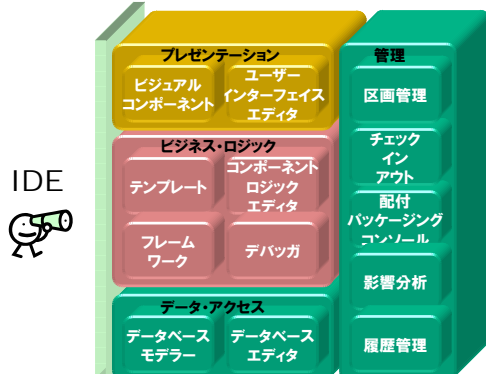 IDE
プレゼンテーション
ビジュアル
コンポーネント
ユーザー
インターフェイス
エディタ
ビジネス・ロジック
テンプレート
コンポーネント
ロジック
エディタ
フレーム
ワーク
デバッガ
データ・アクセス
データベース
モデラー
データベース
エディタ
管理
区画管理
チェック
イン
アウト
配付
パッケージング
コンソール
影響分析
履歴管理